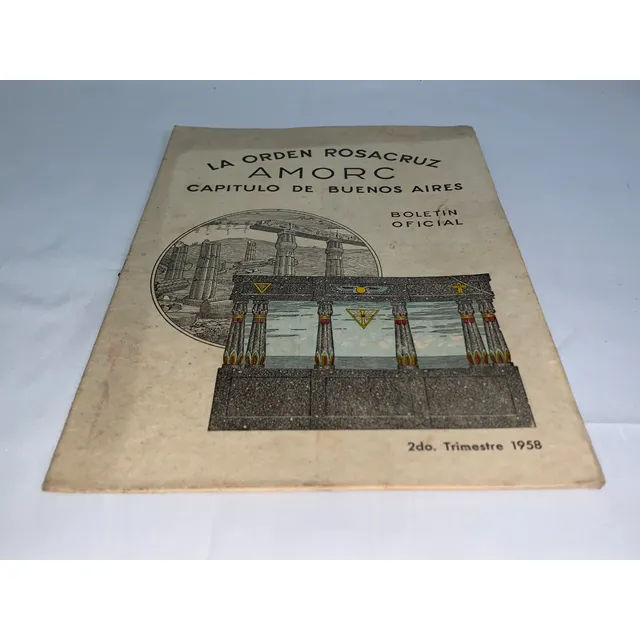 LA ORDEN ROSACRUZ
AMORC
CAPITULO DE BUENOS AIRES
BOLETIN
OFICIAL
2do. Trimestre 1958